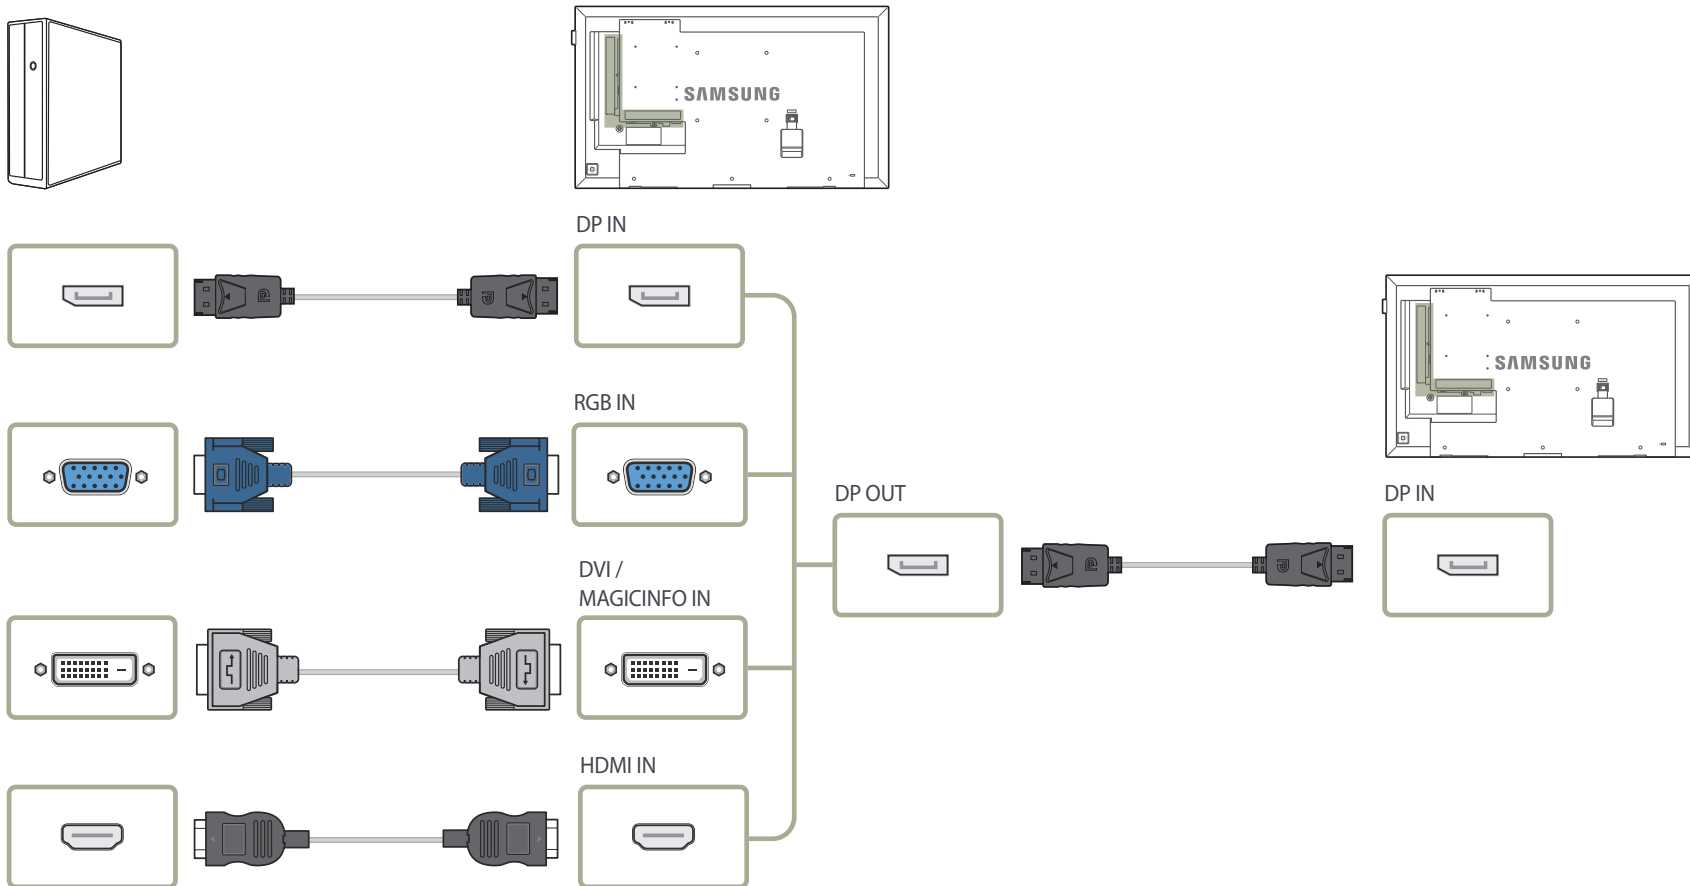 SAMSUNG
DP IN
SAMSUNG
RGB IN
DP OUT
DP IN
DVI /
MAGICINFO IN
HDMI IN